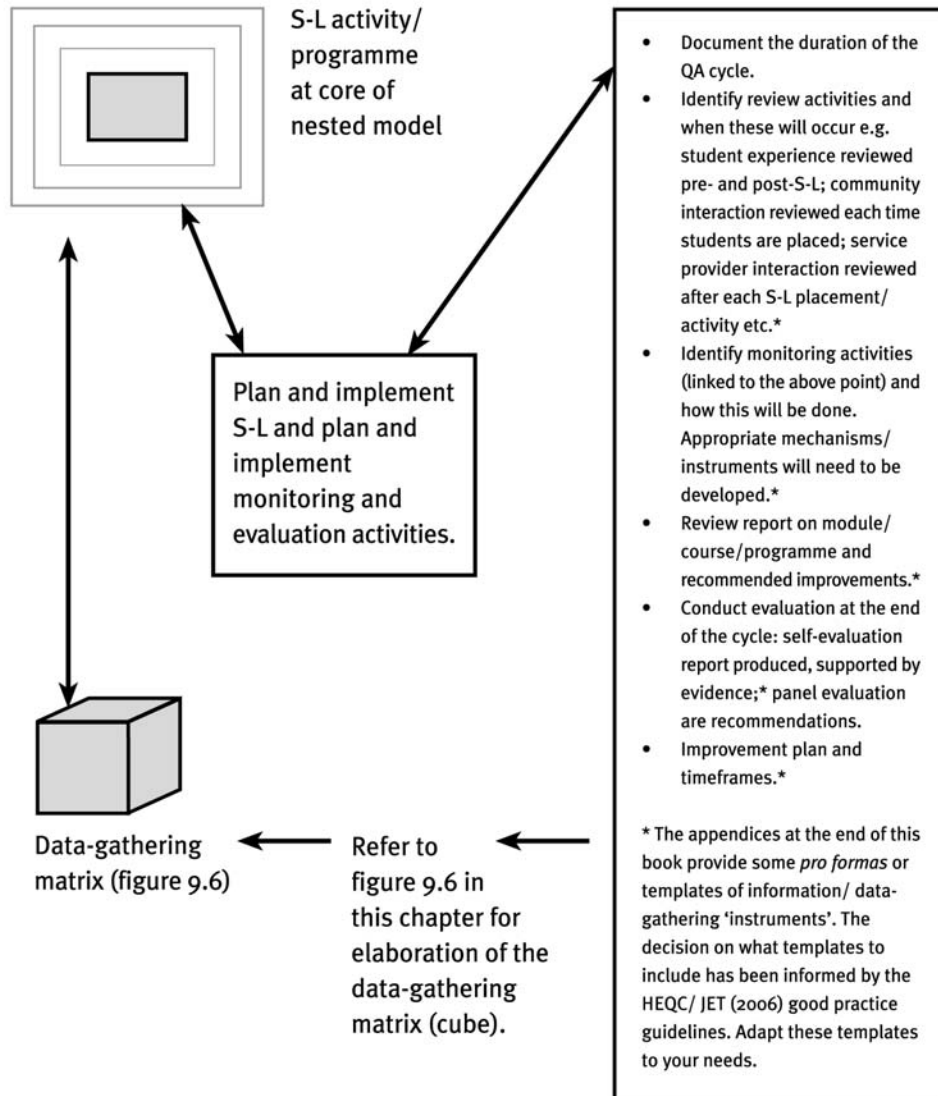 S-L activity/
programme
at core of
nested model
Plan and implement
S-L and plan and
implement
monitoring and
evaluation activities.
• Document the duration of the
QA cycle.
• Identify review activities and
when these will occur e.g.
student experience reviewed
pre- and post-S-L; community
interaction reviewed each time
students are placed; service
provider interaction reviewed
after each S-L placement/
activity etc.*
• Identify monitoring activities
(linked to the above point) and
how this will be done.
Appropriate mechanisms/
instruments will need to be
developed.*
• Review report on module/
course/programme and
recommended improvements.*
• Conduct evaluation at the end
of the cycle: self-evaluation
report produced, supported by
evidence;* panel evaluation
are recommendations.
• Improvement plan and
timeframes.*
* The appendices at the end of this
book provide some pro formas or
templates of information/ data-
gathering ‘instruments’. The
decision on what templates to
include has been informed by the
HEQC/ JET (2006) good practice
guidelines. Adapt these templates
to your needs.
Refer to
figure 9.6 in
this chapter for
elaboration of the
data-gathering
matrix (cube).
Data-gathering
matrix (figure 9.6)